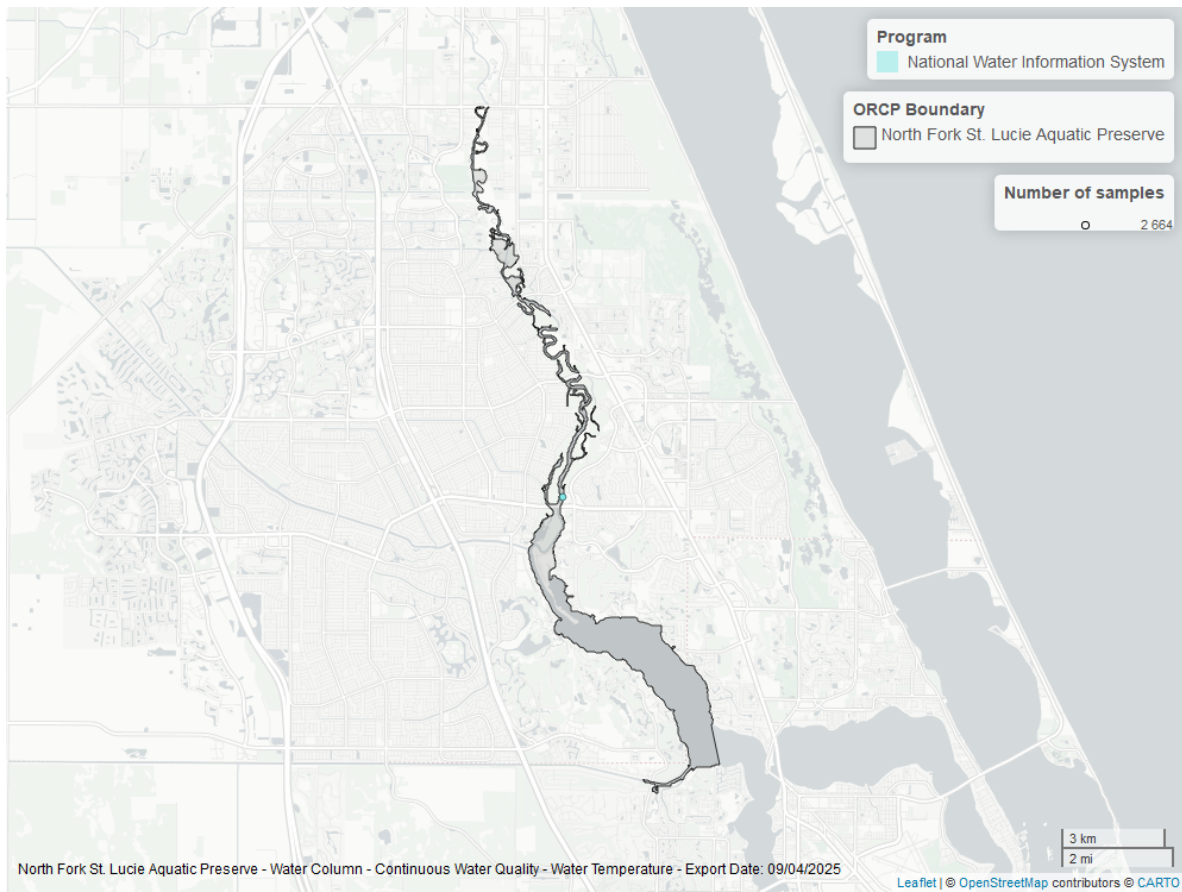 Program
National Water Information System
ORCP Boundary
North Fork St. Lucie Aquatic Preserve
Number of samples
2 664
3 km
2 mi
North Fork St. Lucie Aquatic Preserve - Water Column - Continuous Water Quality - Water Temperature - Export Date: 09/04/2025
Leaflet | © OpenStreetMap contributors © CARTO